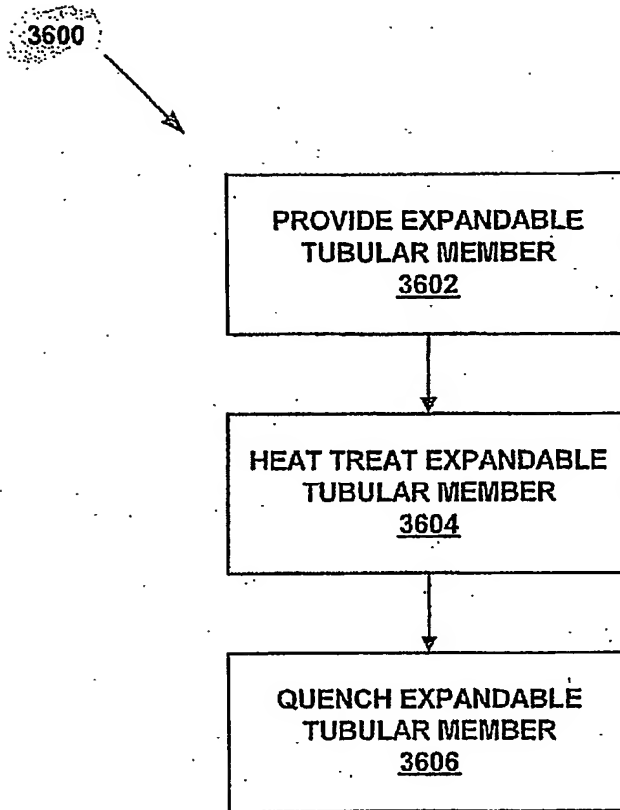 3600
PROVIDE EXPANDABLE
TUBULAR MEMBER
3602
HEAT TREAT EXPANDABLE
TUBULAR MEMBER
3604
QUENCH EXPANDABLE
TUBULAR MEMBER
3606